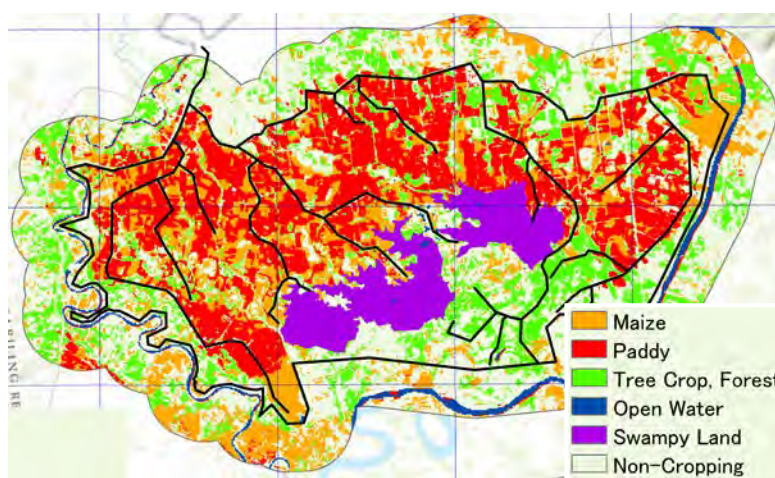 Maize
Paddy
Tree Crop, Forest
Open Water
Swampy Land
Non-Cropping